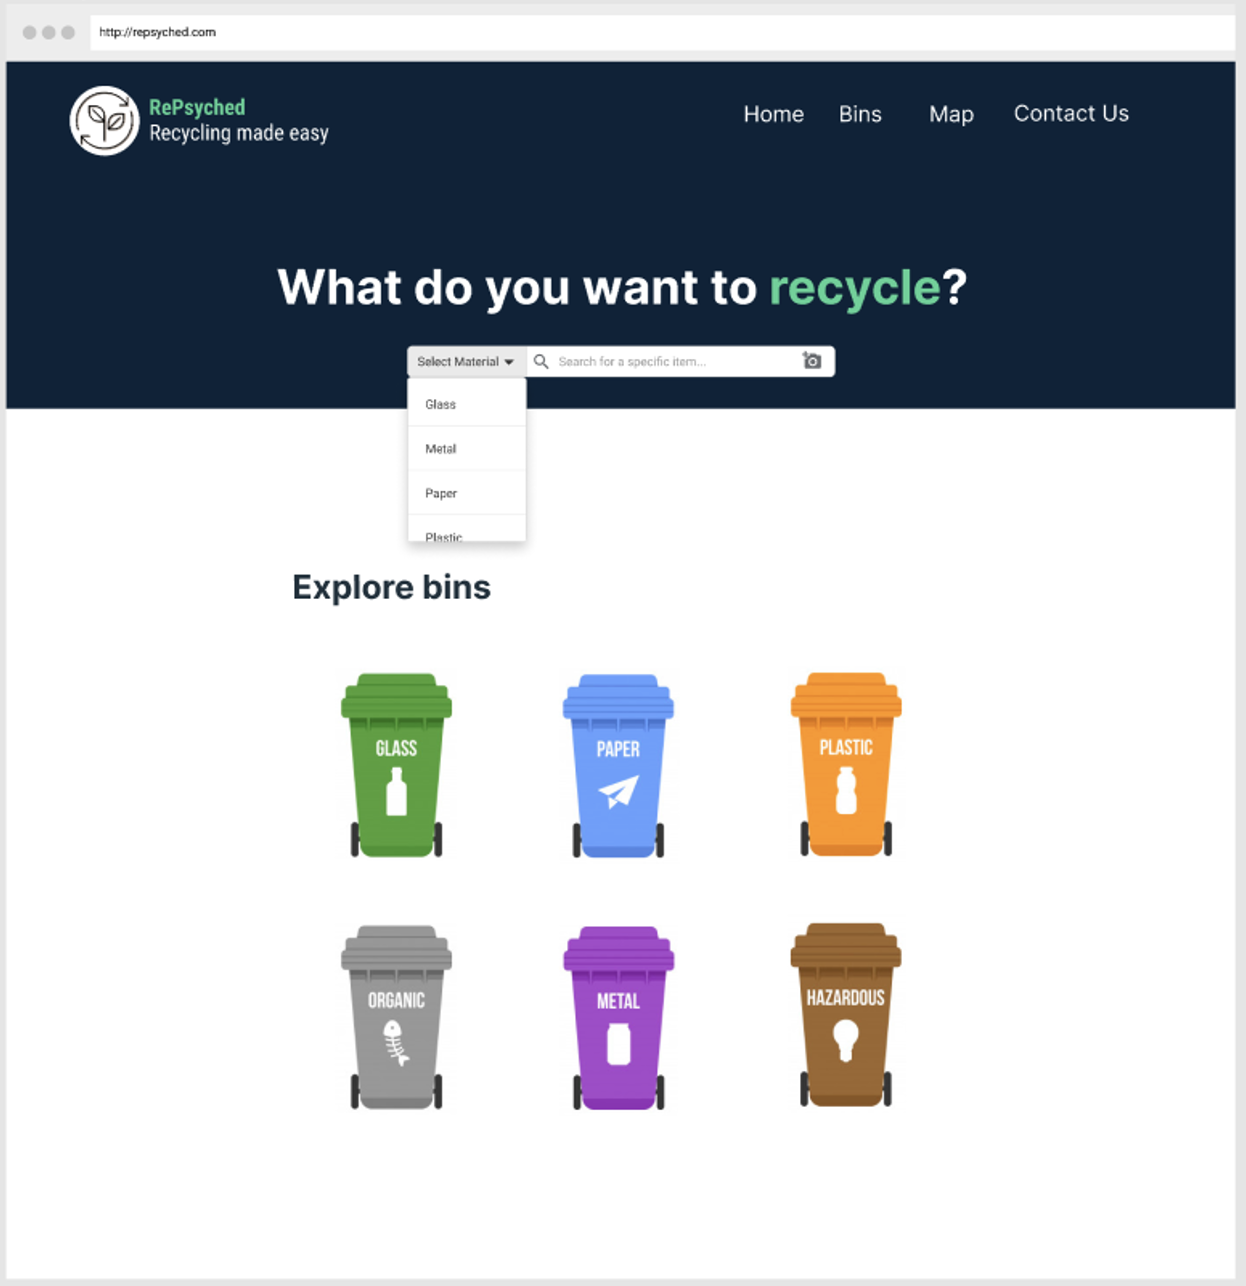 http://repsyched.com
RePsyched
Recycling made easy
Home Bins Map Contact Us
What do you want to recycle?
Select Material Search for a specific item...
Glass
Metal
Paper
Plastic
Explore bins
GLASS PAPER PLASTIC
ORGANIC METAL HAZARDOUS